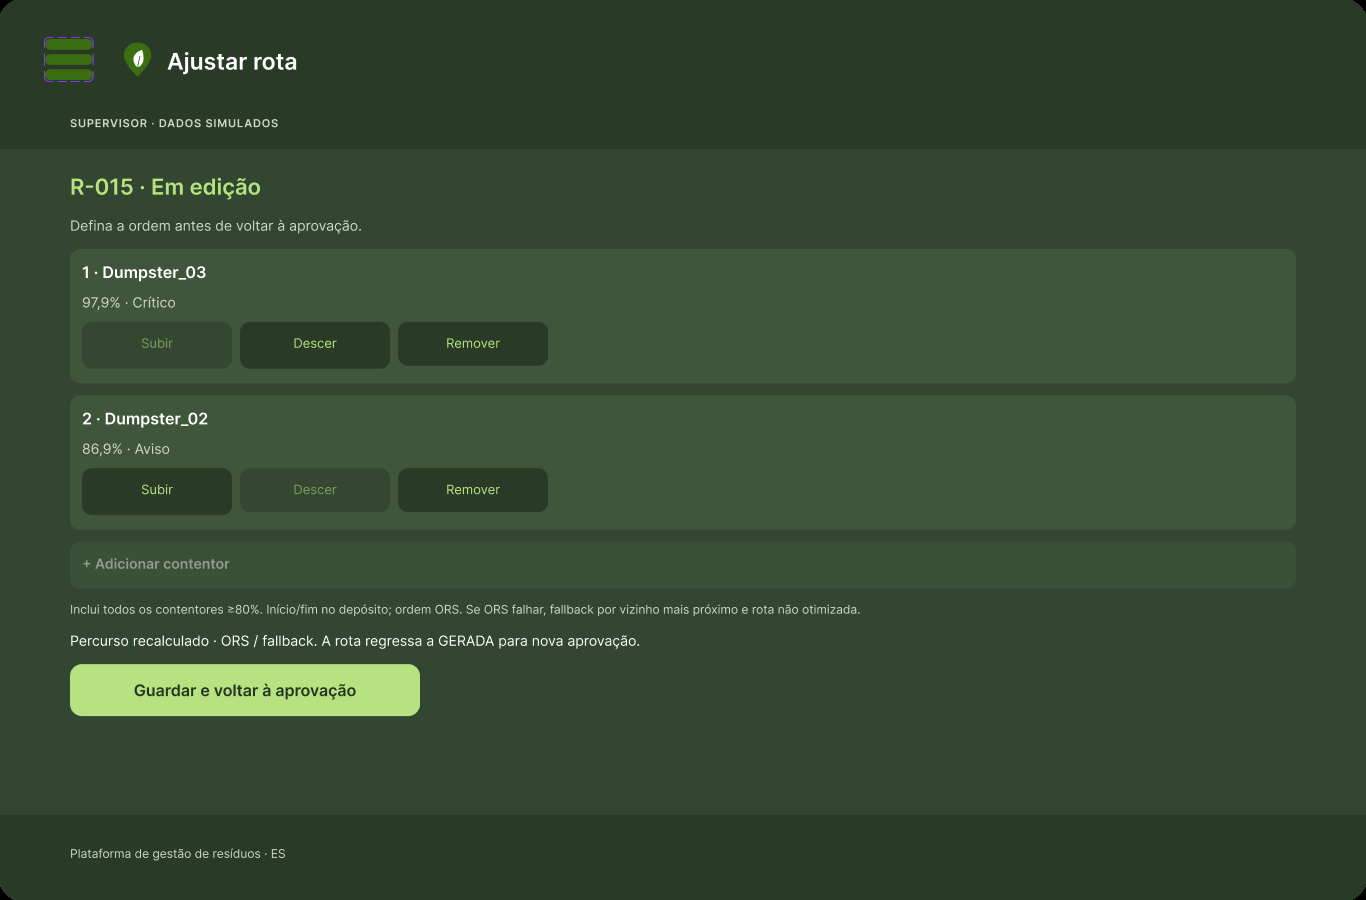 Ajustar rota
SUPERVISOR · DADOS SIMULADOS
R-015 · Em edição
Defina a ordem antes de voltar à aprovação.
1 · Dumpster_03
97,9% · Crítico
Subir
Descer
Remover
2 · Dumpster_02
86,9% · Aviso
Subir
Descer
Remover
+ Adicionar contentor
Inclui todos os contentores ≥80%. Início/fim no depósito; ordem ORS. Se ORS falhar, fallback por vizinho mais próximo e rota não otimizada.
Percurso recalculado · ORS / fallback. A rota regressa a GERADA para nova aprovação.
Guardar e voltar à aprovação
Plataforma de gestão de resíduos · ES